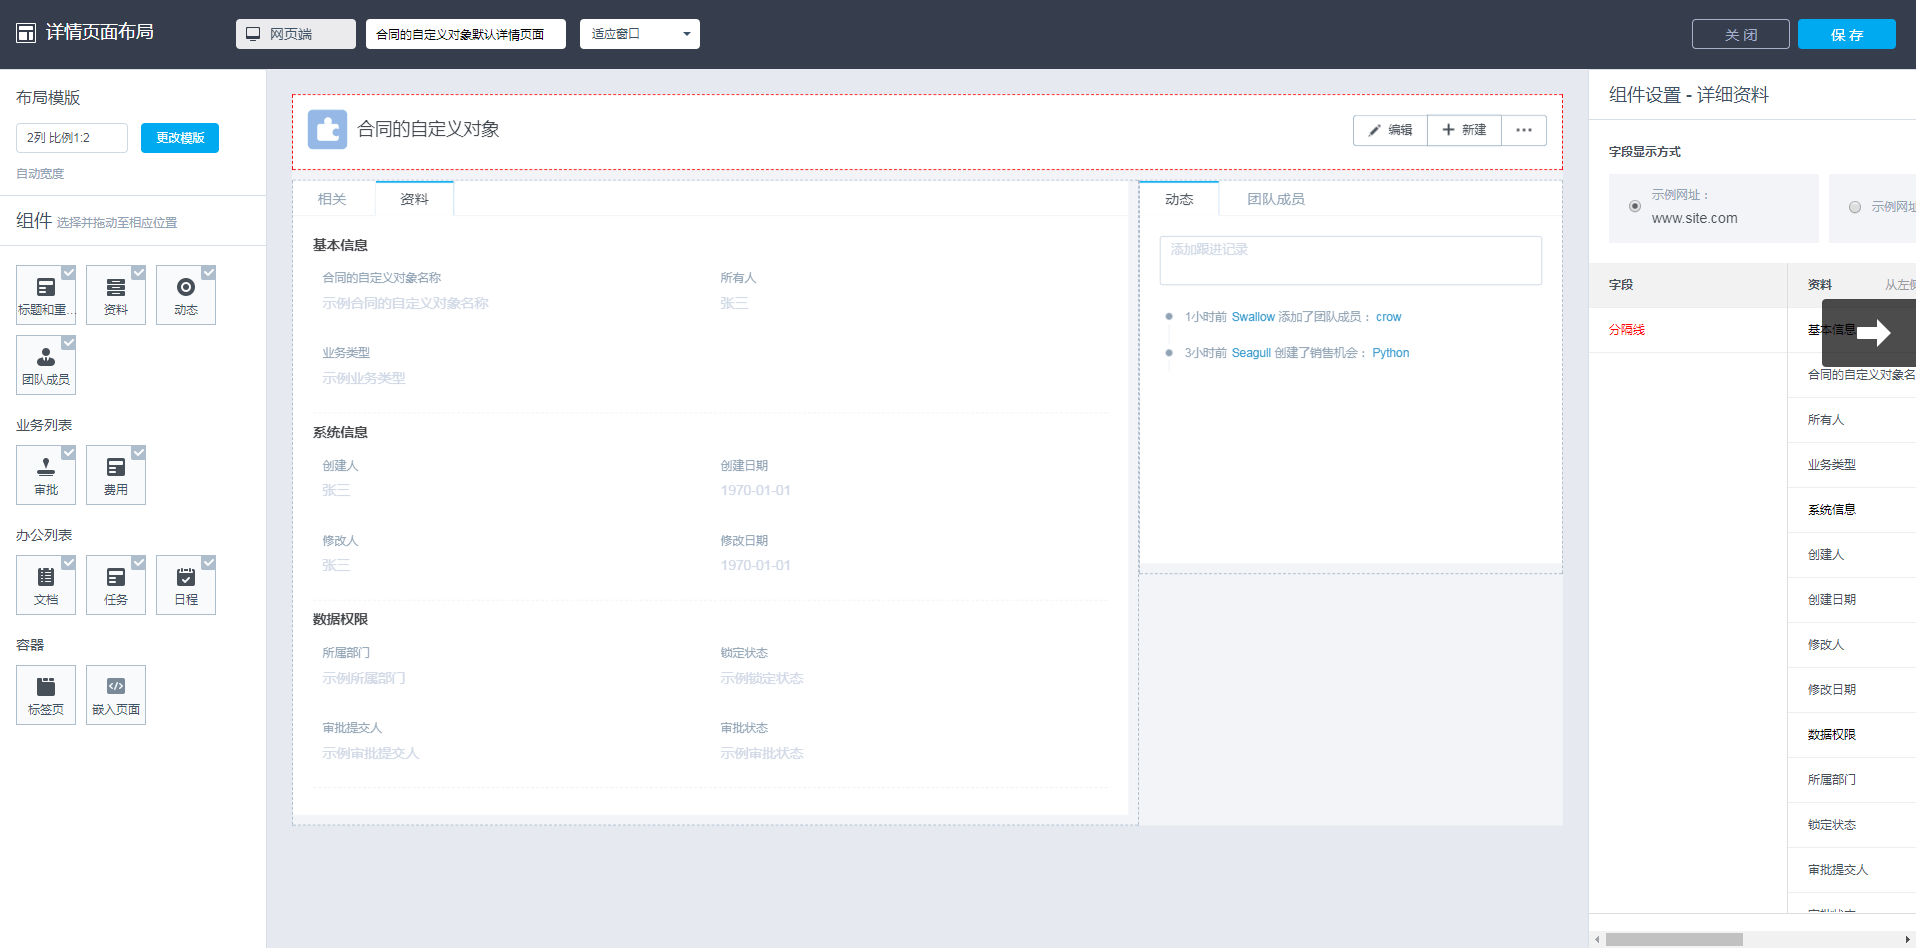 详情页面布局
网页端
合同的自定义对象默认详情页面
适应窗口
关闭
保存
布局模版
2列 比例1:2
更改模版
自动宽度
组件 选择并拖动至相应位置
标题和重...
资料
动态
团队成员
业务列表
审批
费用
办公列表
文档
任务
日程
容器
标签页
嵌入页面
合同的自定义对象
编辑
新建
相关
资料
基本信息
合同的自定义对象名称
所有人
示例合同的自定义对象名称
张三
业务类型
示例业务类型
系统信息
创建人
创建日期
张三
1970-01-01
修改人
修改日期
张三
1970-01-01
数据权限
所属部门
锁定状态
示例所属部门
示例锁定状态
审批提交人
审批状态
示例审批提交人
示例审批状态
动态
团队成员
添加跟进记录
1小时前 Swallow 添加了团队成员： crow
3小时前 Seagull 创建了销售机会： Python
组件设置 - 详细资料
字段显示方式
示例网址：
www.site.com
示例网址
字段
资料
从左侧
分隔线
基本信息
合同的自定义对象名
所有人
业务类型
系统信息
创建人
创建日期
修改人
修改日期
数据权限
所属部门
锁定状态
审批提交人